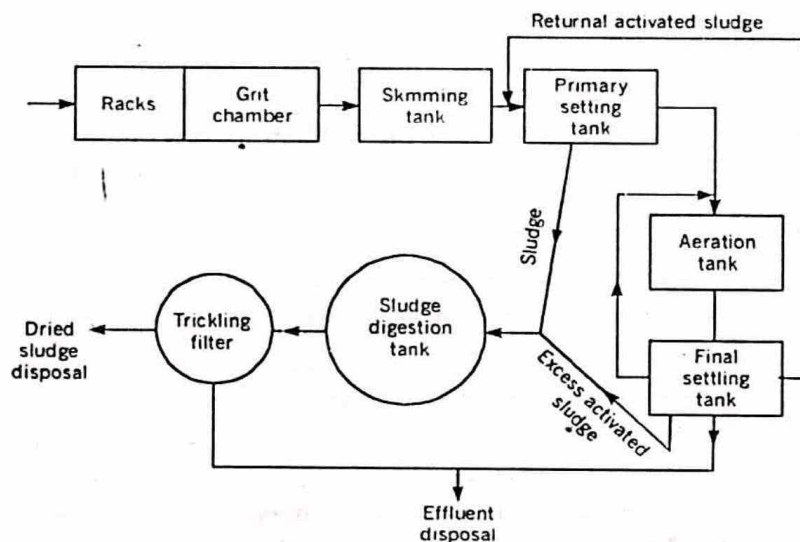 Returnal activated sludge
Racks
Grit
chamber
Skmming
tank
Primary
setting
tank
Sludge
Aeration
tank
Dried
sludge
disposal
Trickling
filter
Sludge
digestion
tank
Excess activated
sludge
Final
settling
tank
Effluent
disposal